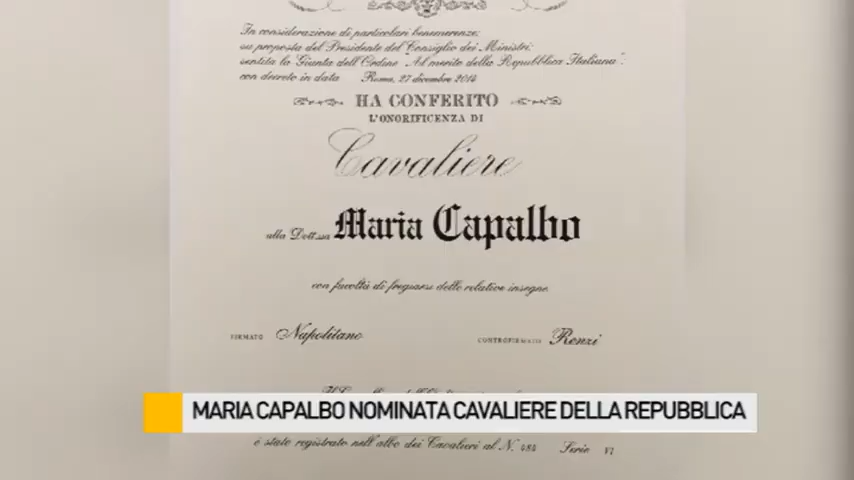 In considerazione di particolari benemerenze;
su proposta del Presidente del Consiglio dei Ministri;
sentita la Giunta dell'Ordine "Al merito della Repubblica Italiana";
con decreto in data Roma, 27 dicembre 2014
HA CONFERITO
L'ONORIFICENZA DI
Cavaliere
alla Dott.ssa Maria Capalbo
con facoltà di fregiarsi delle relative insegne
FIRMATO Napolitano CONTROFIRMATO Renzi
MARIA CAPALBO NOMINATA CAVALIERE DELLA REPUBBLICA
è stato registrato nell'albo dei Cavalieri al N. 484 Serie VI